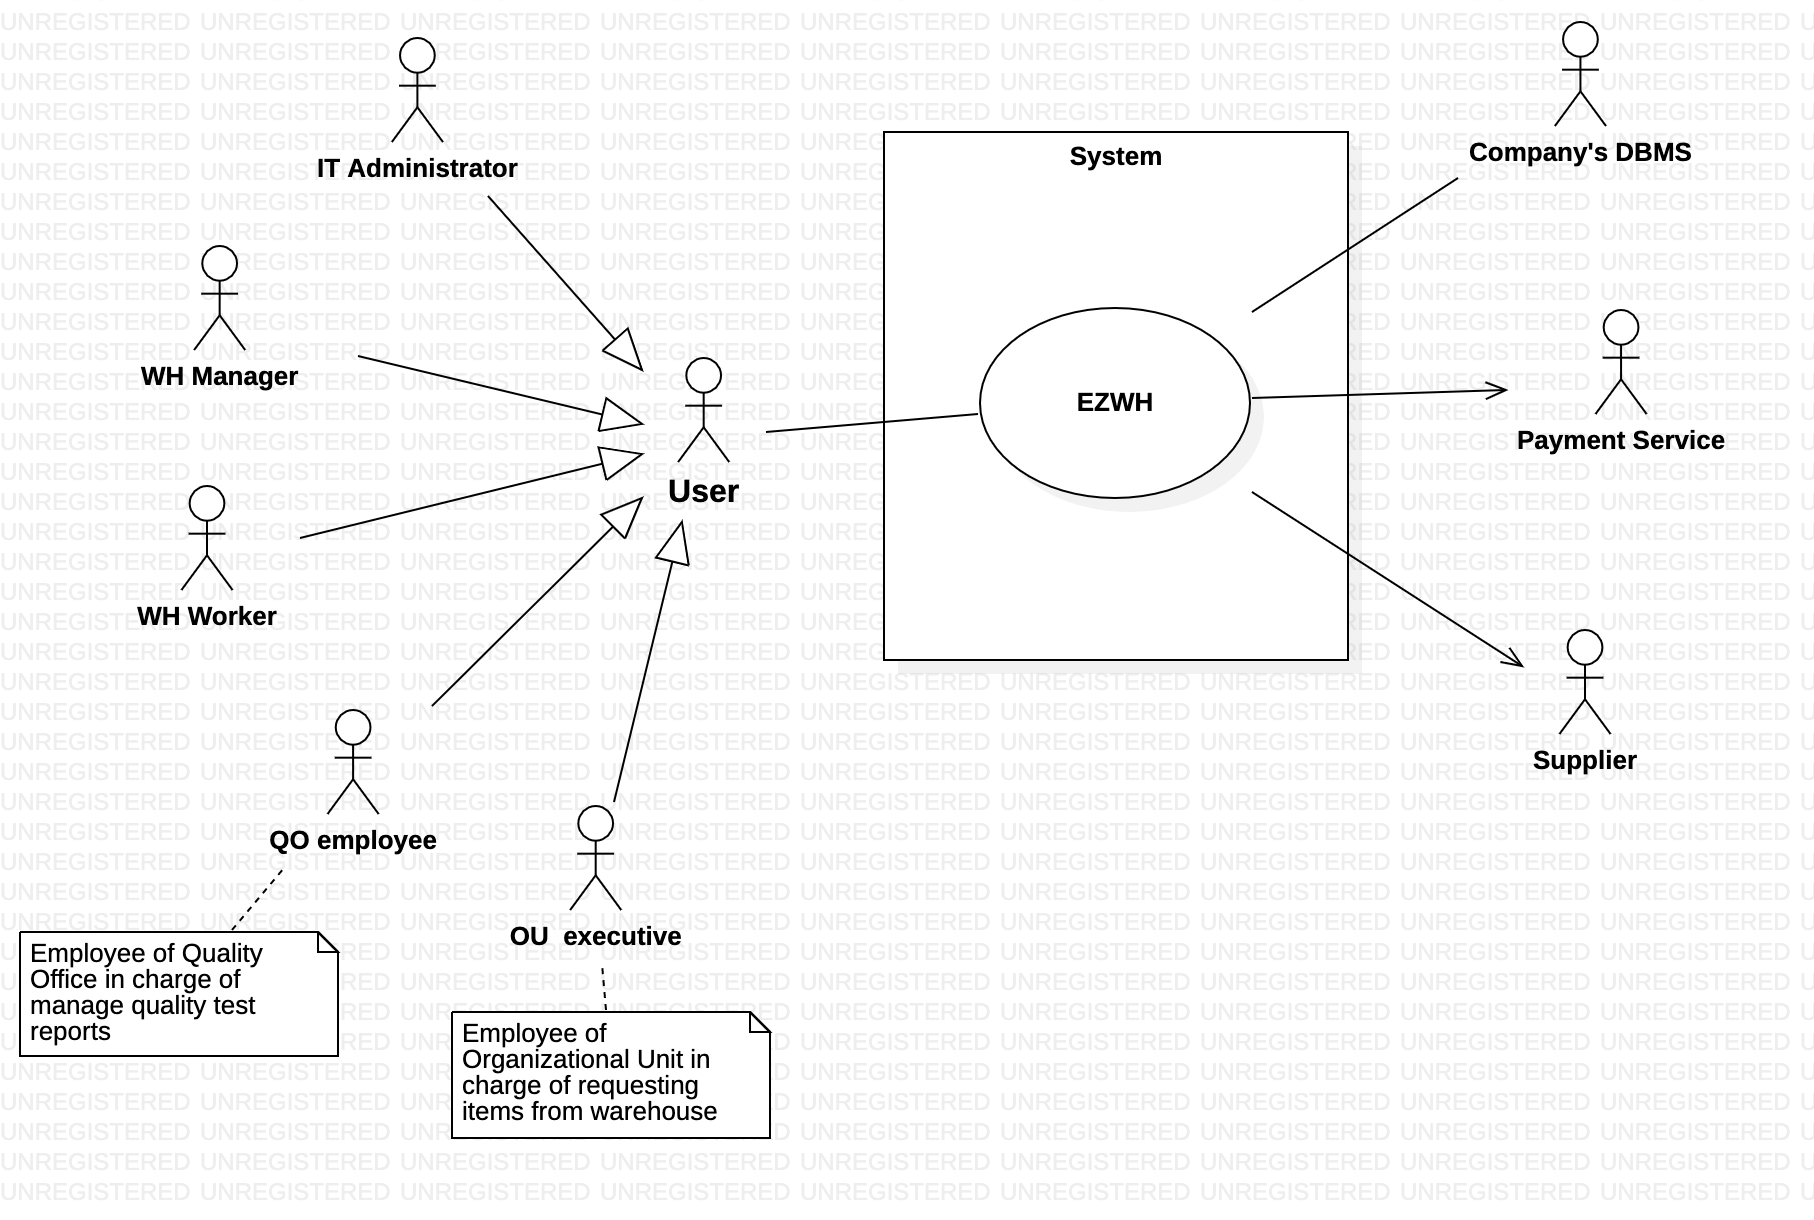 IT Administrator
Company's DBMS
System
WH Manager
EZWH
Payment Service
User
WH Worker
Supplier
QO employee
OU  executive
Employee of Quality
Office in charge of
manage quality test
reports
Employee of
Organizational Unit in
charge of requesting
items from warehouse
UNREGISTERED